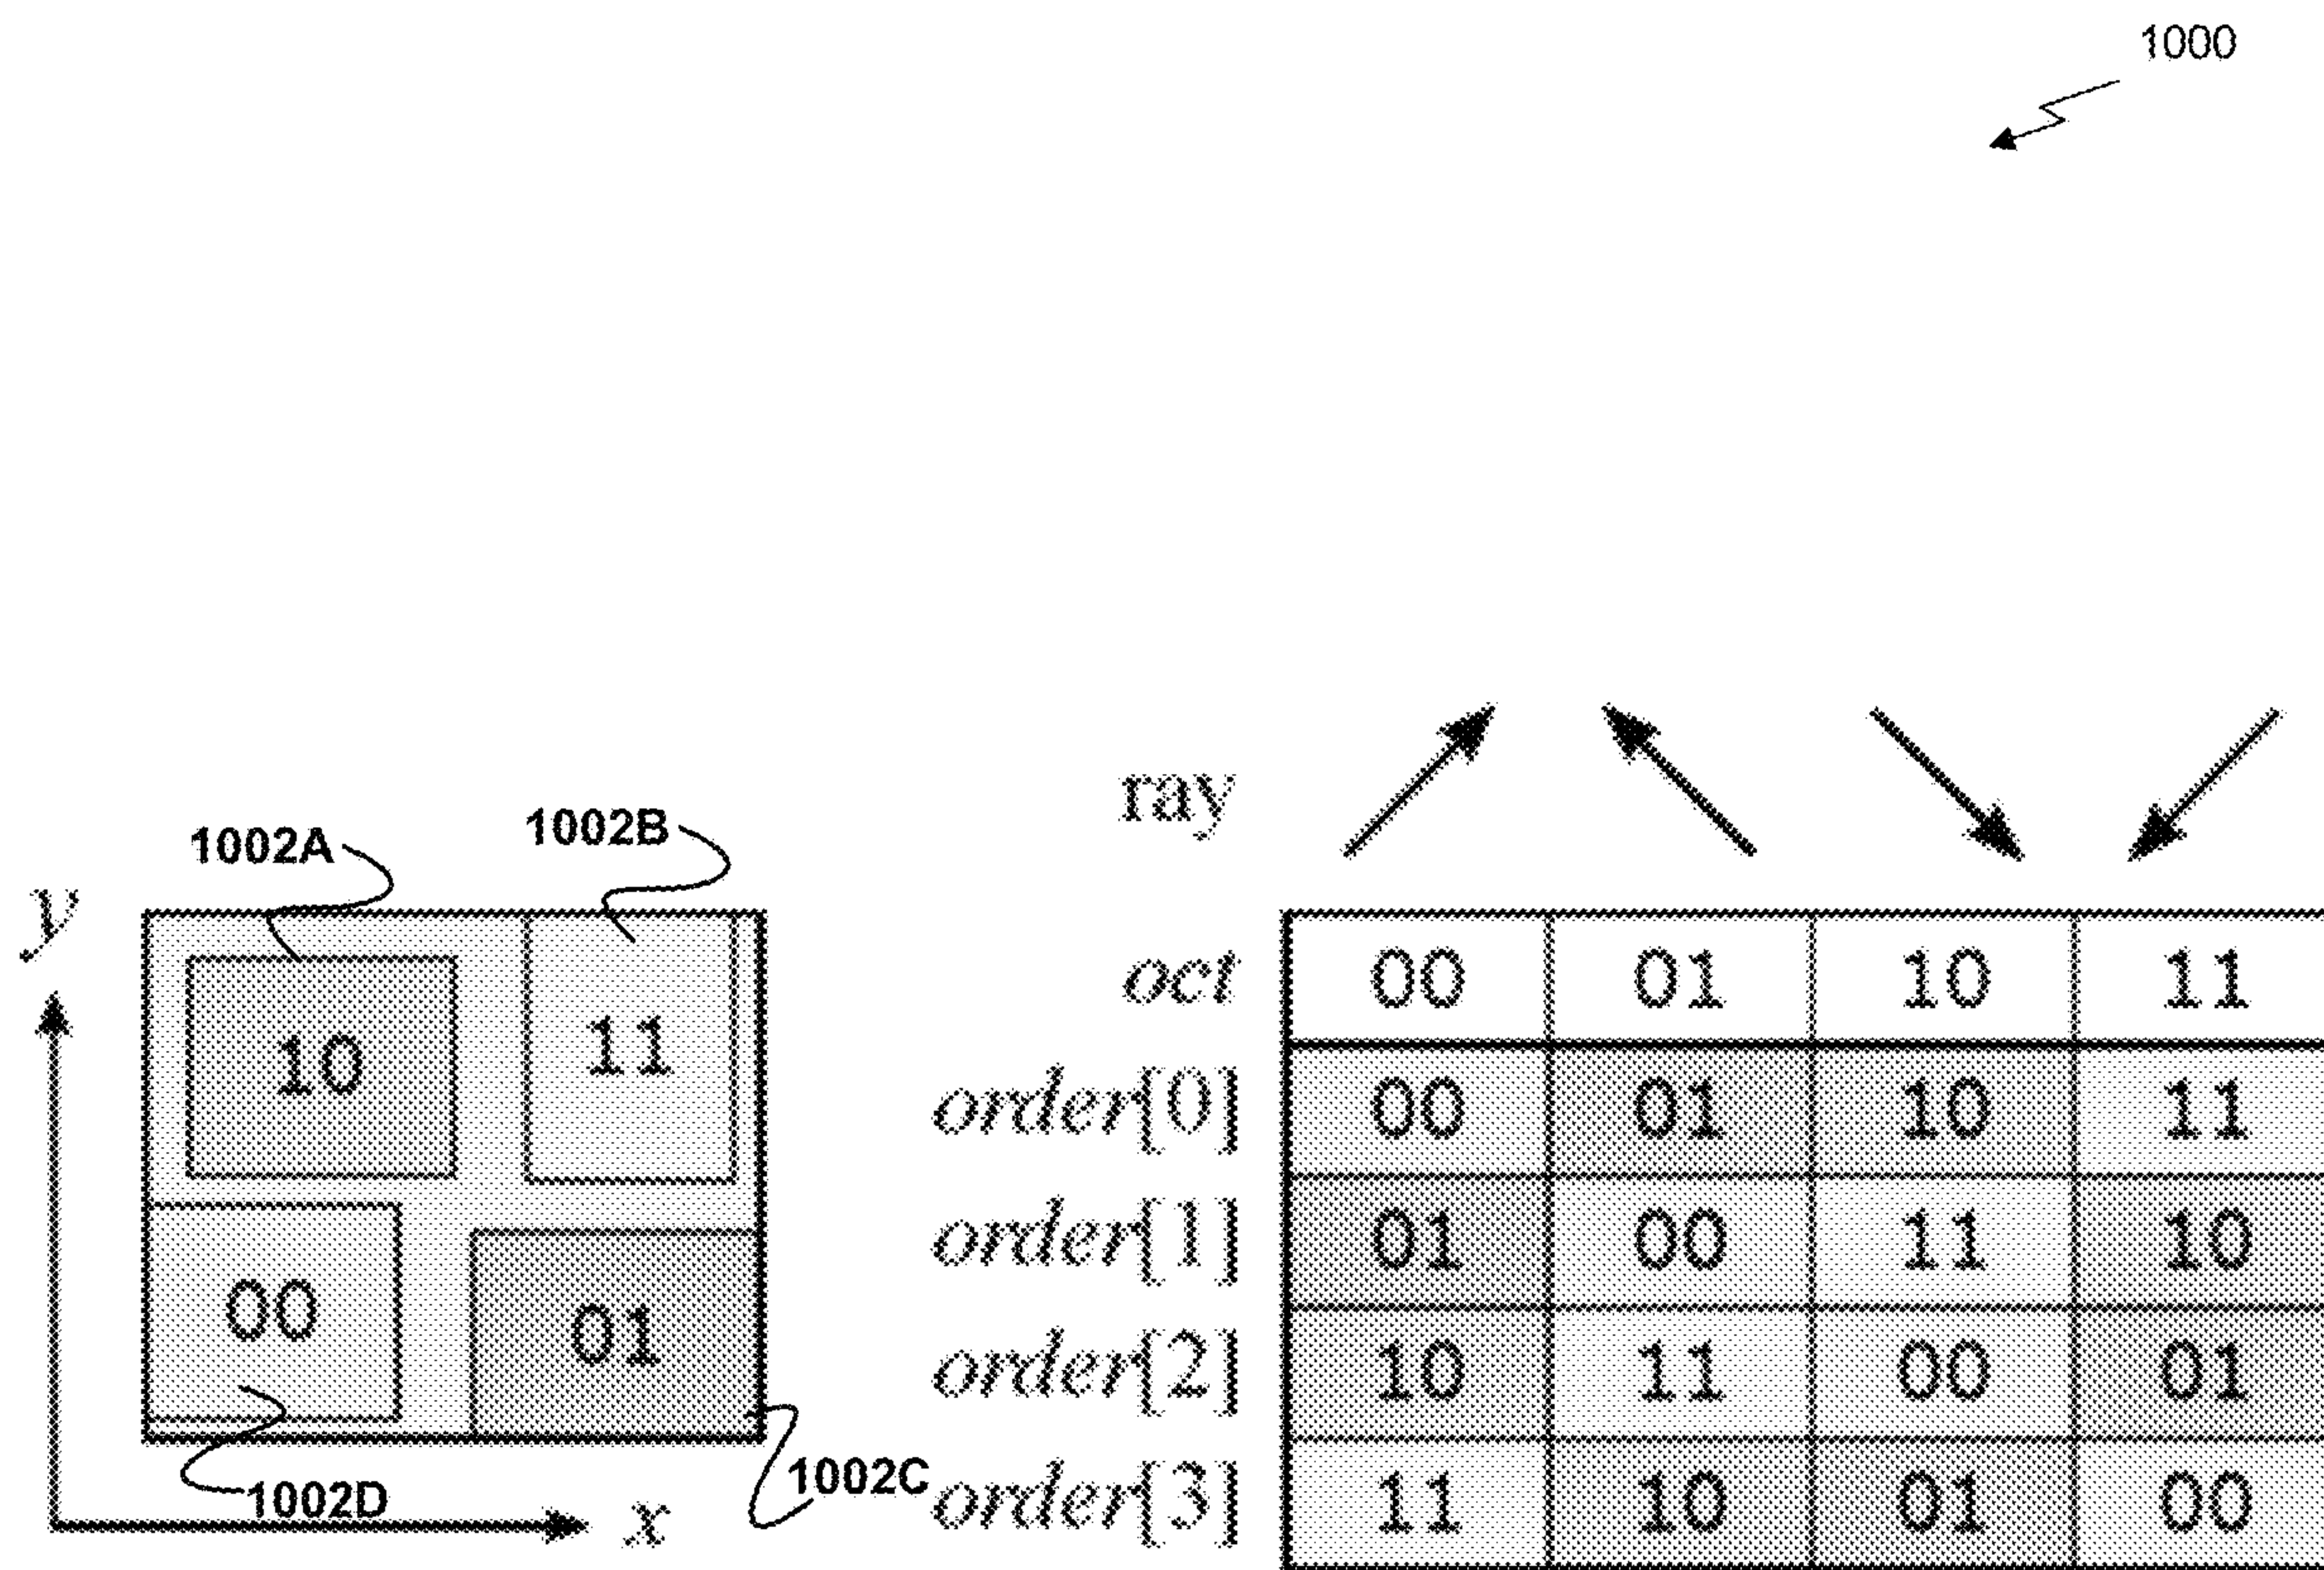 1000
ray
1002A 1002B
y
10 11
00 01
1002D 1002C
x
oct 00 01 10 11
order[0] 00 01 10 11
order[1] 01 00 11 10
order[2] 10 11 00 01
order[3] 11 10 01 00